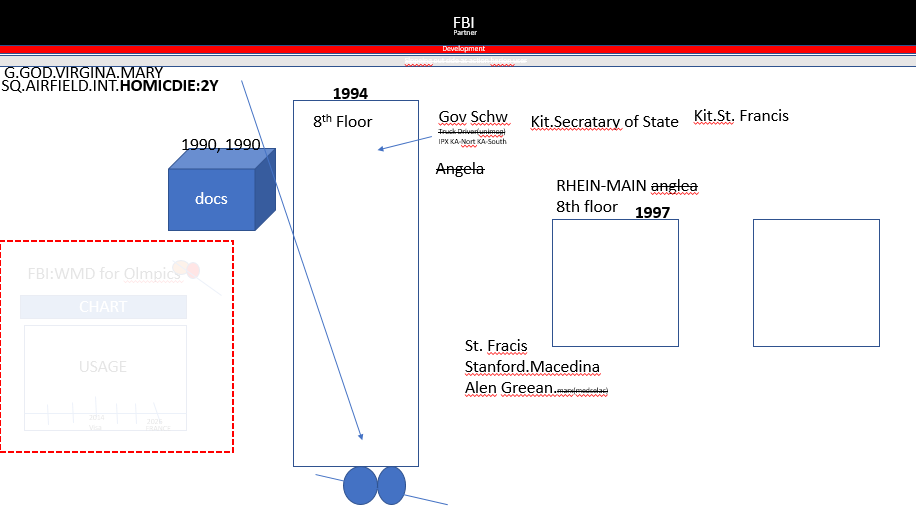 FBI
Partner
Development
G.GOD.VIRGINA.MARY
SQ.AIRFIELD.INT.HOMICDIE:2Y
1994
8th Floor
Gov Schw
Truck Driver(unimog)
IPX KA-Nort KA-South
Kit.Secratary of State
Kit.St. Francis
1990, 1990
docs
Angela
RHEIN-MAIN anglea
8th floor
1997
FBI:WMD for Olmpics
CHART
USAGE
St. Fracis
Stanford.Macedina
Alen Greean.